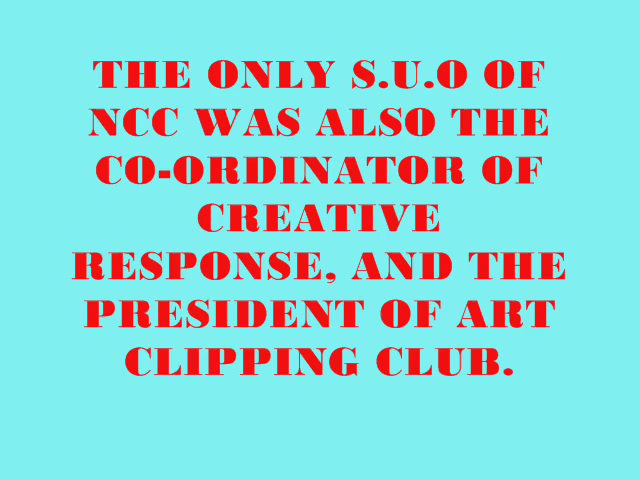 THE ONLY S.U.O OF
NCC WAS ALSO THE
CO-ORDINATOR OF
CREATIVE
RESPONSE, AND THE
PRESIDENT OF ART
CLIPPING CLUB.